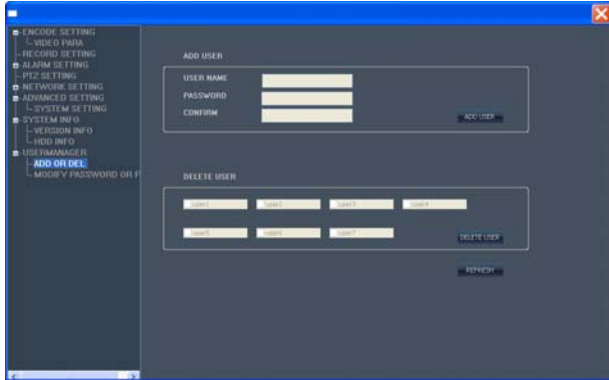 ENCODE SETTING
VIDEO PARA
RECORD SETTING
ALARM SETTING
PTZ SETTING
NETWORK SETTING
ADVANCED SETTING
SYSTEM SETTING
SYSTEM INFO
VERSION INFO
HDD INFO
USERMANAGER
ADD OR DEL
MODIFY PASSWORD OR P
ADD USER
USER NAME
PASSWORD
CONFIRM
ADD USER
DELETE USER
user1 user2 user3 user4
user5 user6 user7
DELETE USER
REFRESH